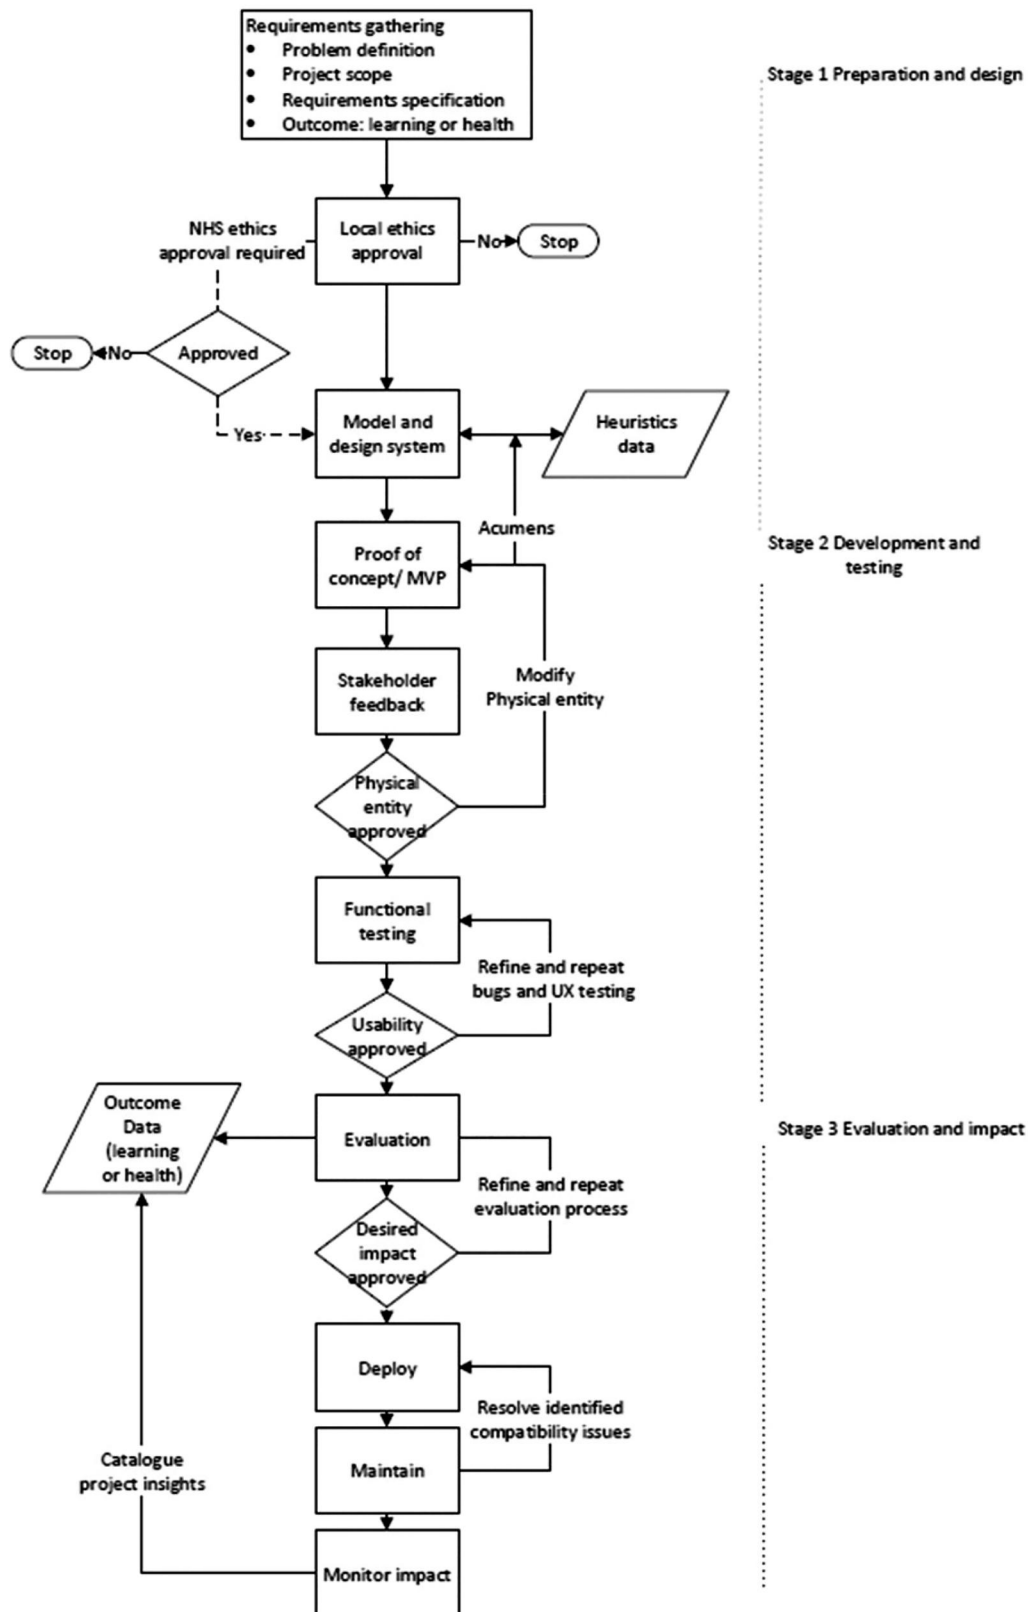 Requirements gathering
• Problem definition
• Project scope
• Requirements specification
• Outcome: learning or health
Stage 1 Preparation and design
NHS ethics
approval required
Local ethics
approval
No
Stop
Stop
No
Approved
Yes
Model and
design system
Heuristics
data
Acumens
Stage 2 Development and
testing
Proof of
concept/ MVP
Stakeholder
feedback
Modify
Physical entity
Physical
entity
approved
Functional
testing
Refine and repeat
bugs and UX testing
Usability
approved
Outcome
Data
(learning
or health)
Evaluation
Stage 3 Evaluation and impact
Refine and repeat
evaluation process
Desired
impact
approved
Deploy
Resolve identified
compatibility issues
Maintain
Catalogue
project insights
Monitor impact